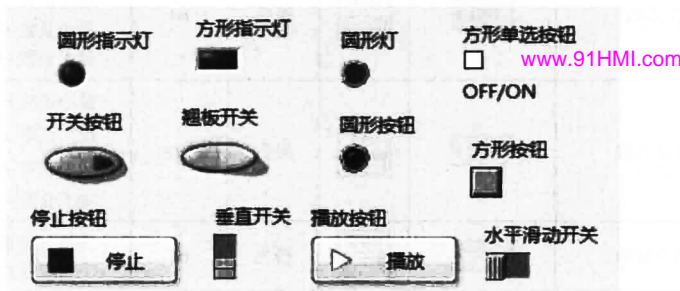 圆形指示灯
方形指示灯
圆形灯
方形单选按钮
www.91HMI.com
OFF/ON
开关按钮
翘板开关
圆形按钮
方形按钮
停止按钮
垂直开关
播放按钮
水平滑动开关
停止
播放